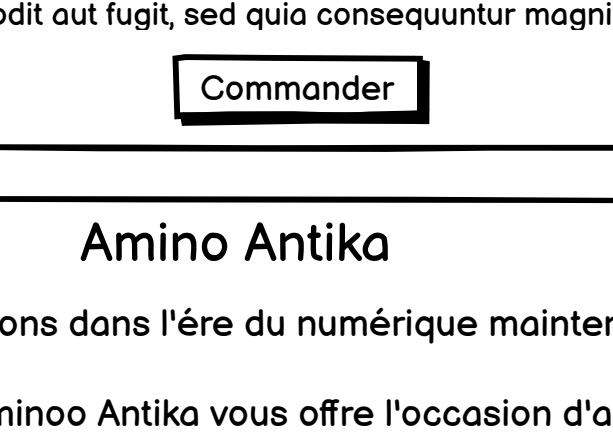 odit aut fugit, sed quia consequuntur magni
Commander
Amino Antika
ons dans l'ére du numérique mainten
minoo Antika vous offre l'occasion d'a